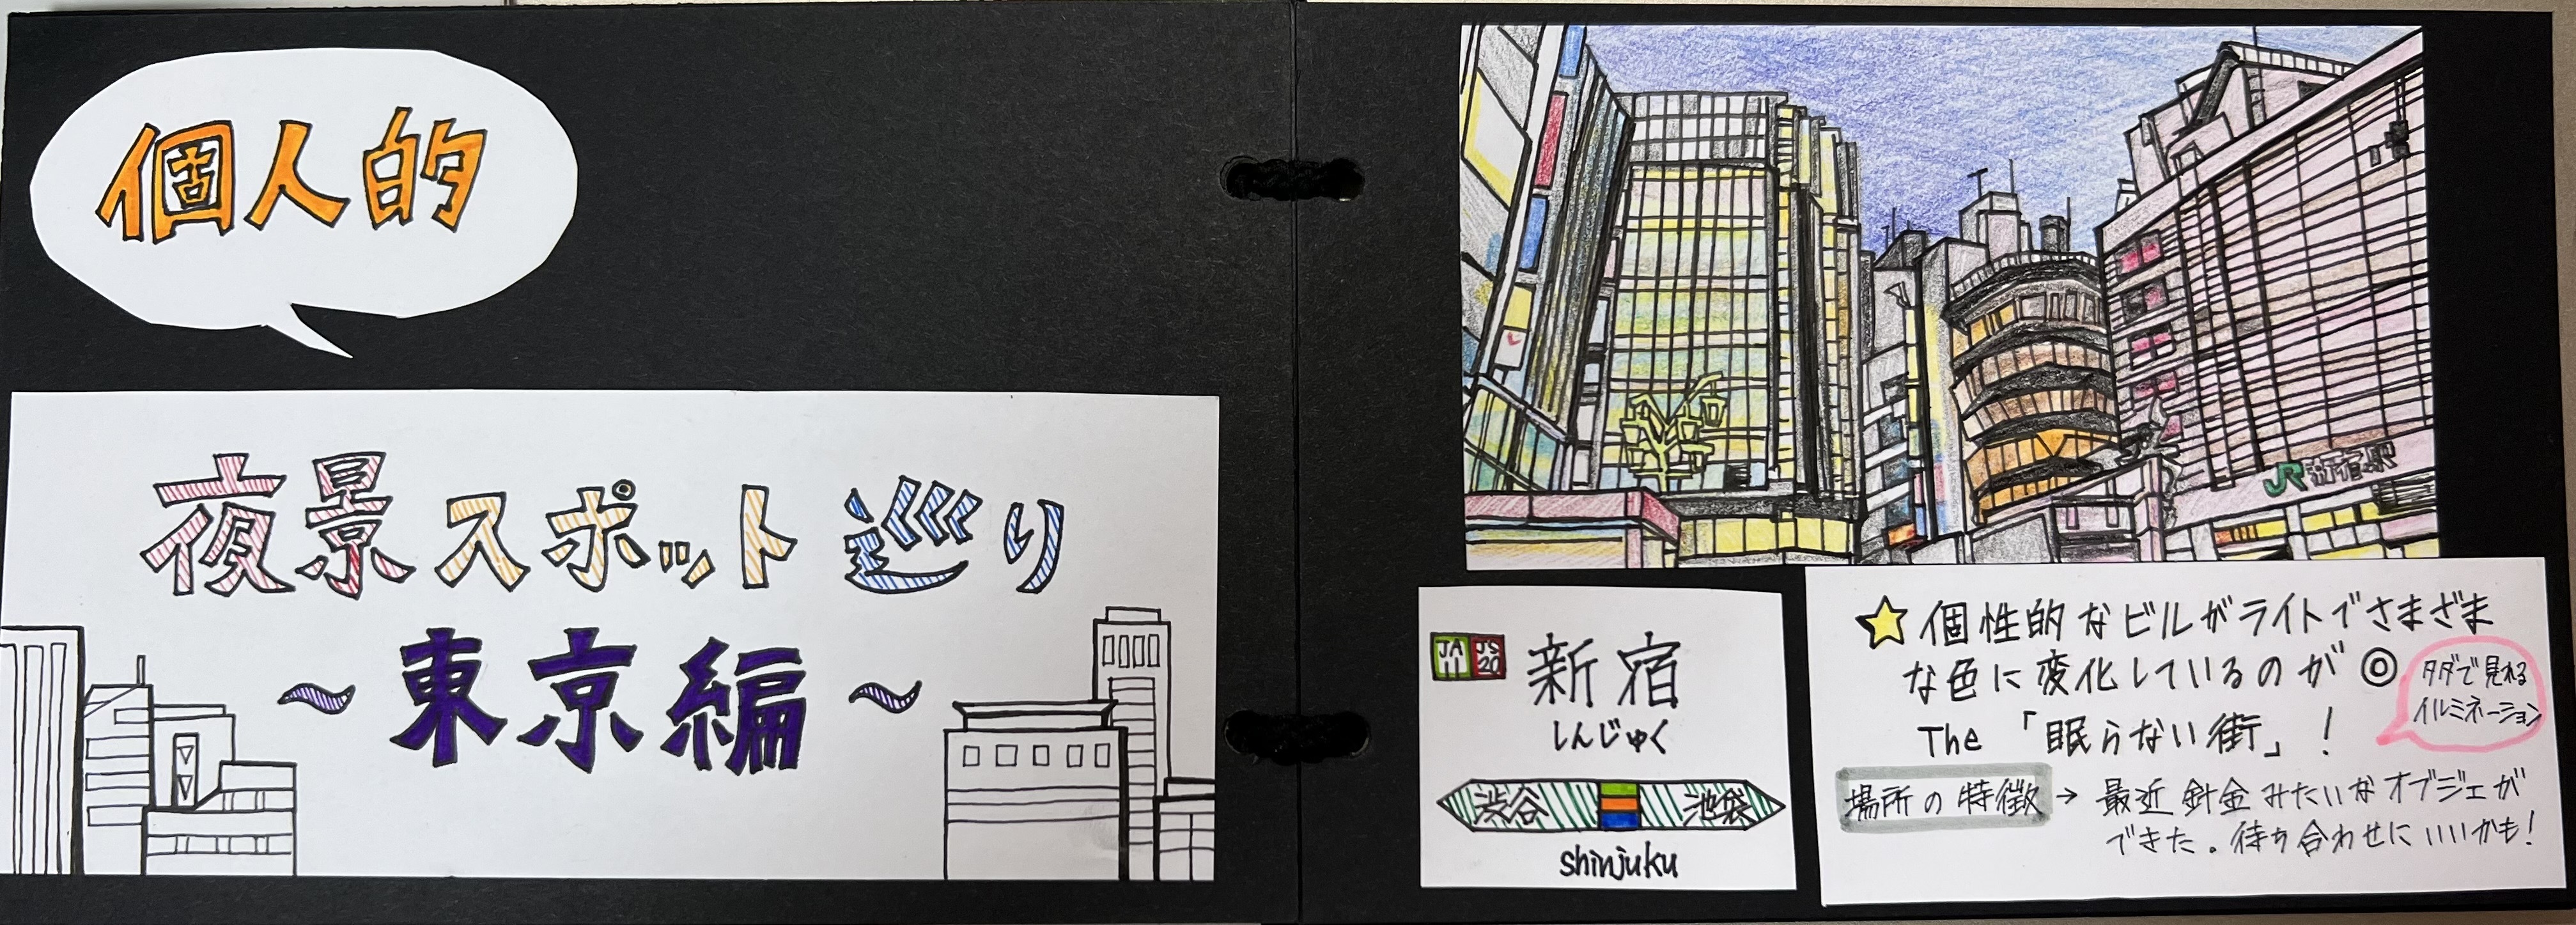 個人的
夜景スポット巡り
~東京編~
JR新宿駅
JA
11
JS
20
新宿
しんじゅく
渋谷
池袋
shinjuku
個性的なビルがライトでさまざま
な色に変化しているのが◎
The「眠らない街」!
タダで見れる
イルミネーション
場所の特徴→最近針金みたいなオブジェが
できた。待ち合わせにいいかも!